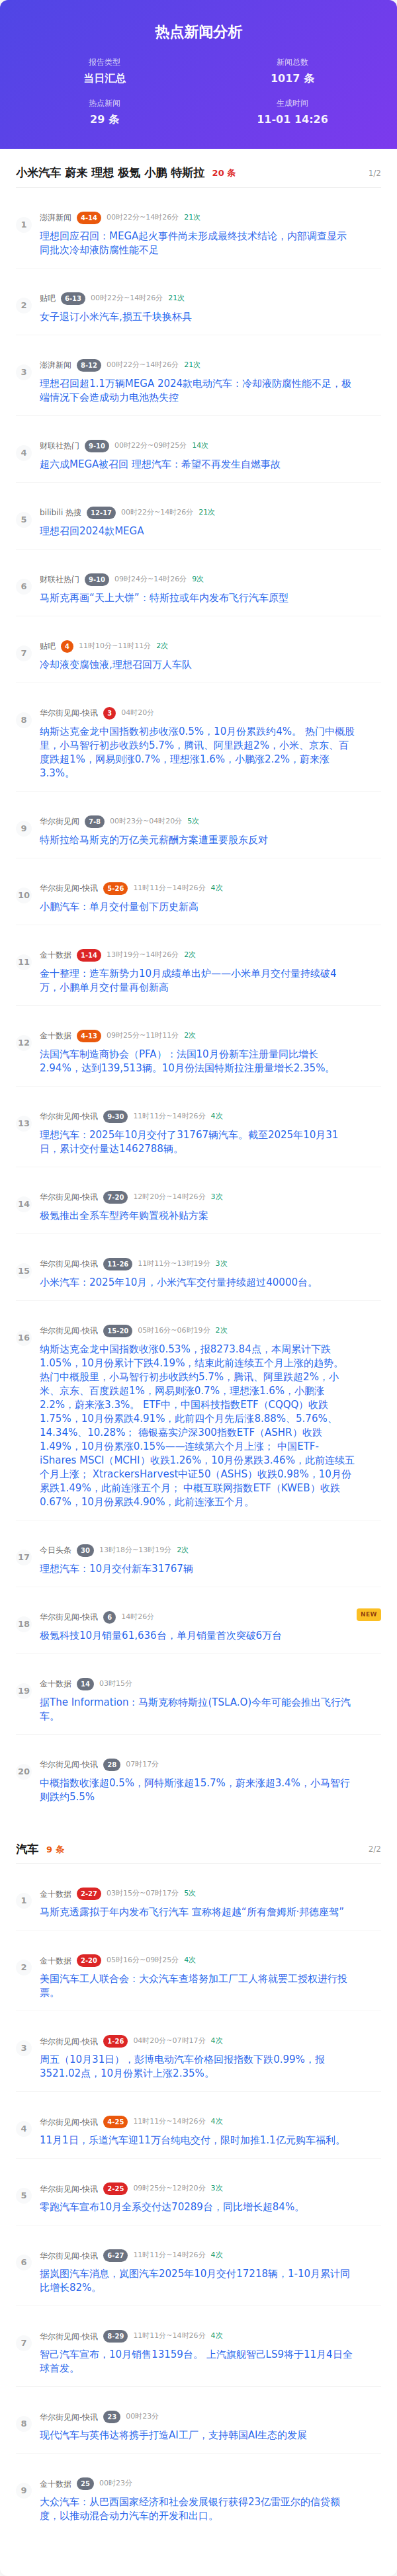 热点新闻分析
报告类型
当日汇总
新闻总数
1017 条
热点新闻
29 条
生成时间
11-01 14:26
小米汽车 蔚来 理想 极氪 小鹏 特斯拉 20 条 1/2
1
澎湃新闻 4-14 00时22分~14时26分 21次
理想回应召回：MEGA起火事件尚未形成最终技术结论，内部调查显示
同批次冷却液防腐性能不足
2
贴吧 6-13 00时22分~14时26分 21次
女子退订小米汽车,损五千块换杯具
3
澎湃新闻 8-12 00时22分~14时26分 21次
理想召回超1.1万辆MEGA 2024款电动汽车：冷却液防腐性能不足，极
端情况下会造成动力电池热失控
4
财联社热门 9-10 00时22分~09时25分 14次
超六成MEGA被召回 理想汽车：希望不再发生自燃事故
5
bilibili 热搜 12-17 00时22分~14时26分 21次
理想召回2024款MEGA
6
财联社热门 9-10 09时24分~14时26分 9次
马斯克再画“天上大饼”：特斯拉或年内发布飞行汽车原型
7
贴吧 4 11时10分~11时11分 2次
冷却液变腐蚀液,理想召回万人车队
8
华尔街见闻-快讯 3 04时20分
纳斯达克金龙中国指数初步收涨0.5%，10月份累跌约4%。 热门中概股
里，小马智行初步收跌约5.7%，腾讯、阿里跌超2%，小米、京东、百
度跌超1%，网易则涨0.7%，理想涨1.6%，小鹏涨2.2%，蔚来涨
3.3%。
9
华尔街见闻 7-8 00时23分~04时20分 5次
特斯拉给马斯克的万亿美元薪酬方案遭重要股东反对
10
华尔街见闻-快讯 5-26 11时11分~14时26分 4次
小鹏汽车：单月交付量创下历史新高
11
金十数据 1-14 13时19分~14时26分 2次
金十整理：造车新势力10月成绩单出炉——小米单月交付量持续破4
万，小鹏单月交付量再创新高
12
金十数据 4-13 09时25分~11时11分 2次
法国汽车制造商协会（PFA）：法国10月份新车注册量同比增长
2.94%，达到139,513辆。10月份法国特斯拉注册量增长2.35%。
13
华尔街见闻-快讯 9-30 11时11分~14时26分 4次
理想汽车：2025年10月交付了31767辆汽车。截至2025年10月31
日，累计交付量达1462788辆。
14
华尔街见闻-快讯 7-20 12时20分~14时26分 3次
极氪推出全系车型跨年购置税补贴方案
15
华尔街见闻-快讯 11-26 11时11分~13时19分 3次
小米汽车：2025年10月，小米汽车交付量持续超过40000台。
16
华尔街见闻-快讯 15-20 05时16分~06时19分 2次
纳斯达克金龙中国指数收涨0.53%，报8273.84点，本周累计下跌
1.05%，10月份累计下跌4.19%，结束此前连续五个月上涨的趋势。
热门中概股里，小马智行初步收跌约5.7%，腾讯、阿里跌超2%，小
米、京东、百度跌超1%，网易则涨0.7%，理想涨1.6%，小鹏涨
2.2%，蔚来涨3.3%。 ETF中，中国科技指数ETF（CQQQ）收跌
1.75%，10月份累跌4.91%，此前四个月先后涨8.88%、5.76%、
14.34%、10.28%； 德银嘉实沪深300指数ETF（ASHR）收跌
1.49%，10月份累涨0.15%——连续第六个月上涨； 中国ETF-
iShares MSCI（MCHI）收跌1.26%，10月份累跌3.46%，此前连续五
个月上涨； XtrackersHarvest中证50（ASHS）收跌0.98%，10月份
累跌1.49%，此前连涨五个月； 中概互联网指数ETF（KWEB）收跌
0.67%，10月份累跌4.90%，此前连涨五个月。
17
今日头条 30 13时18分~13时19分 2次
理想汽车：10月交付新车31767辆
18
华尔街见闻-快讯 6 14时26分 NEW
极氪科技10月销量61,636台，单月销量首次突破6万台
19
金十数据 14 03时15分
据The Information：马斯克称特斯拉(TSLA.O)今年可能会推出飞行汽
车。
20
华尔街见闻-快讯 28 07时17分
中概指数收涨超0.5%，阿特斯涨超15.7%，蔚来涨超3.4%，小马智行
则跌约5.5%
汽车 9 条 2/2
1
金十数据 2-27 03时15分~07时17分 5次
马斯克透露拟于年内发布飞行汽车 宣称将超越“所有詹姆斯·邦德座驾”
2
金十数据 2-20 05时16分~09时25分 4次
美国汽车工人联合会：大众汽车查塔努加工厂工人将就罢工授权进行投
票。
3
华尔街见闻-快讯 1-26 04时20分~07时17分 4次
周五（10月31日），彭博电动汽车价格回报指数下跌0.99%，报
3521.02点，10月份累计上涨2.35%。
4
华尔街见闻-快讯 4-25 11时11分~14时26分 4次
11月1日，乐道汽车迎11万台纯电交付，限时加推1.1亿元购车福利。
5
华尔街见闻-快讯 2-25 09时25分~12时20分 3次
零跑汽车宣布10月全系交付达70289台，同比增长超84%。
6
华尔街见闻-快讯 6-27 11时11分~14时26分 4次
据岚图汽车消息，岚图汽车2025年10月交付17218辆，1-10月累计同
比增长82%。
7
华尔街见闻-快讯 8-29 11时11分~14时26分 4次
智己汽车宣布，10月销售13159台。 上汽旗舰智己LS9将于11月4日全
球首发。
8
华尔街见闻-快讯 23 00时23分
现代汽车与英伟达将携手打造AI工厂，支持韩国AI生态的发展
9
金十数据 25 00时23分
大众汽车：从巴西国家经济和社会发展银行获得23亿雷亚尔的信贷额
度，以推动混合动力汽车的开发和出口。